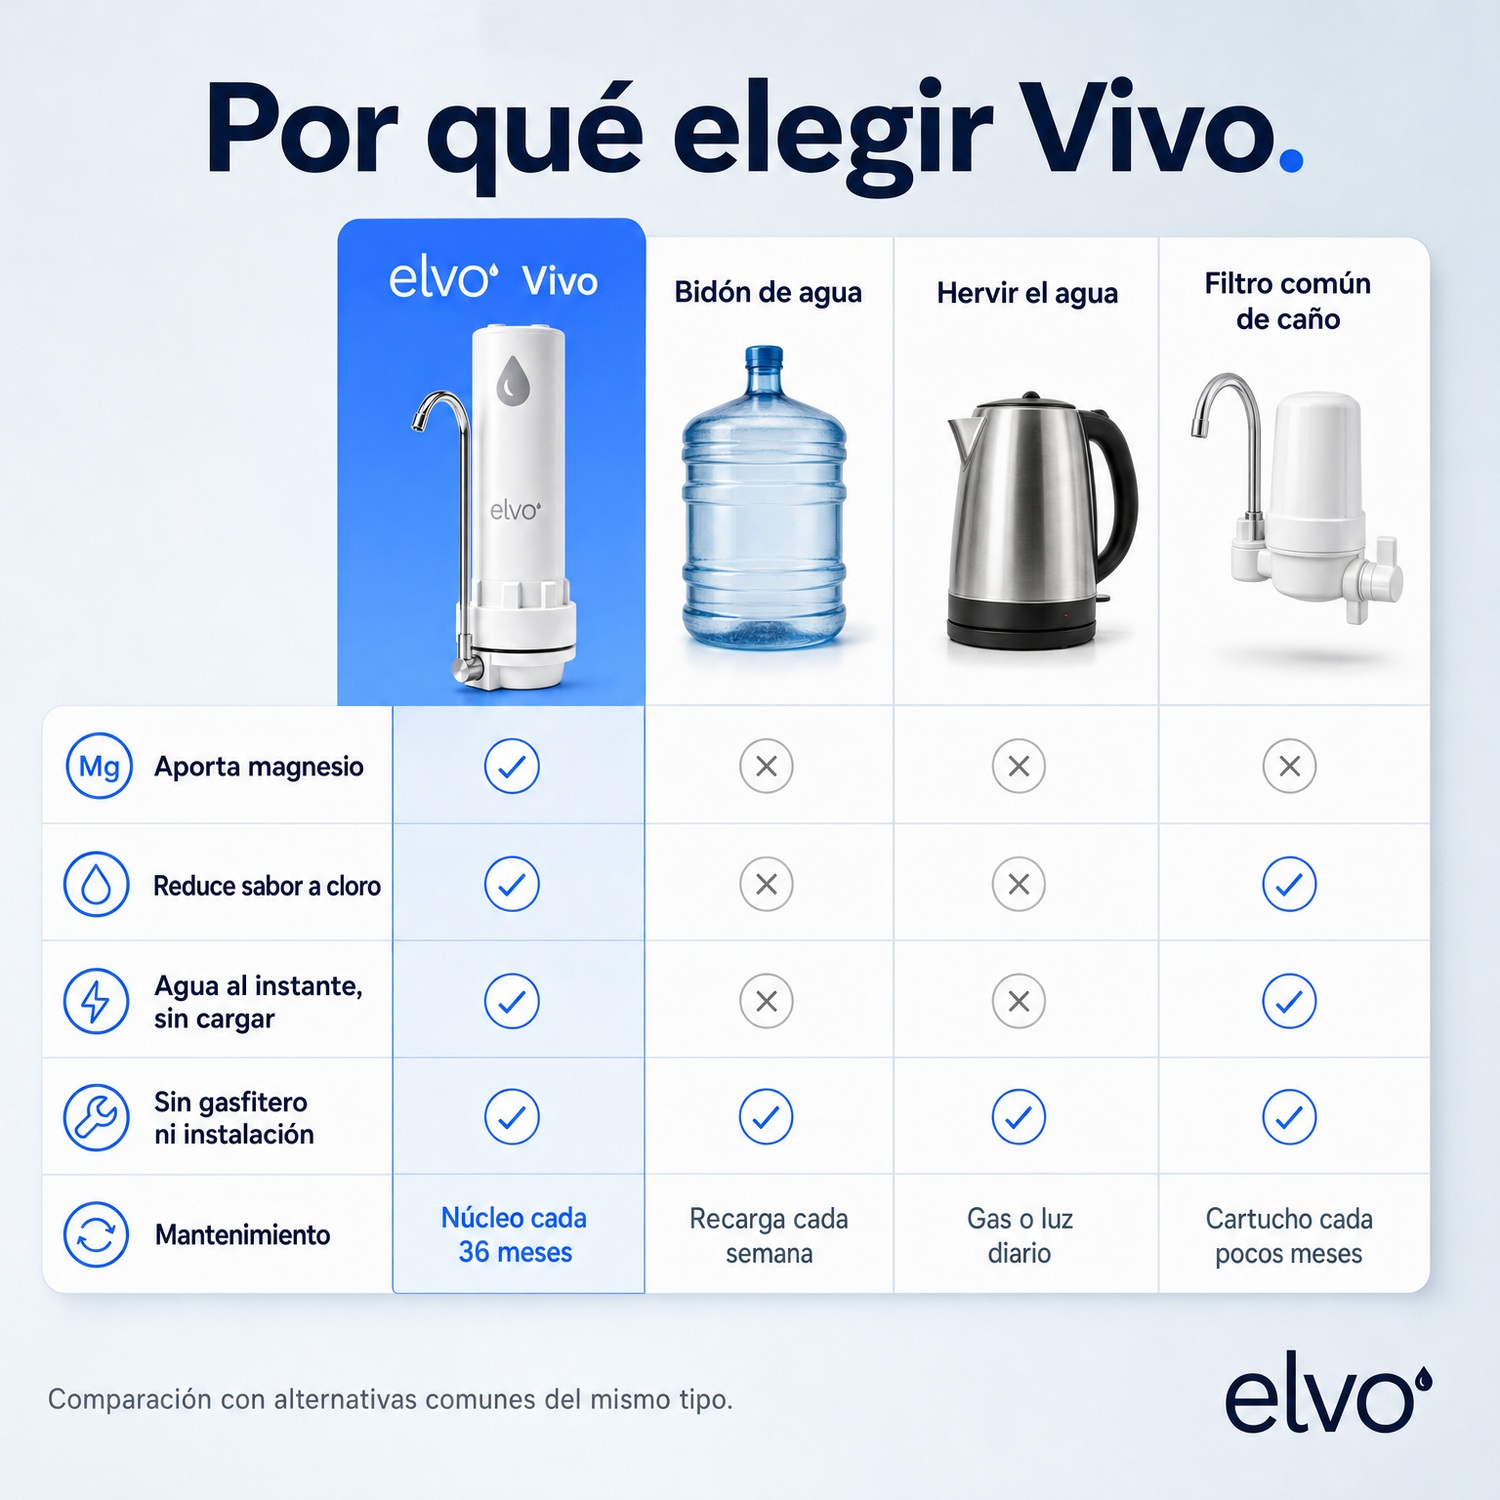 Por qué elegir Vivo.
elvo Vivo
Bidón de agua
Hervir el agua
Filtro común
de caño
elvo
Mg Aporta magnesio
Reduce sabor a cloro
Agua al instante,
sin cargar
Sin gasfitero
ni instalación
Mantenimiento
Núcleo cada
36 meses
Recarga cada
semana
Gas o luz
diario
Cartucho cada
pocos meses
Comparación con alternativas comunes del mismo tipo.
elvo